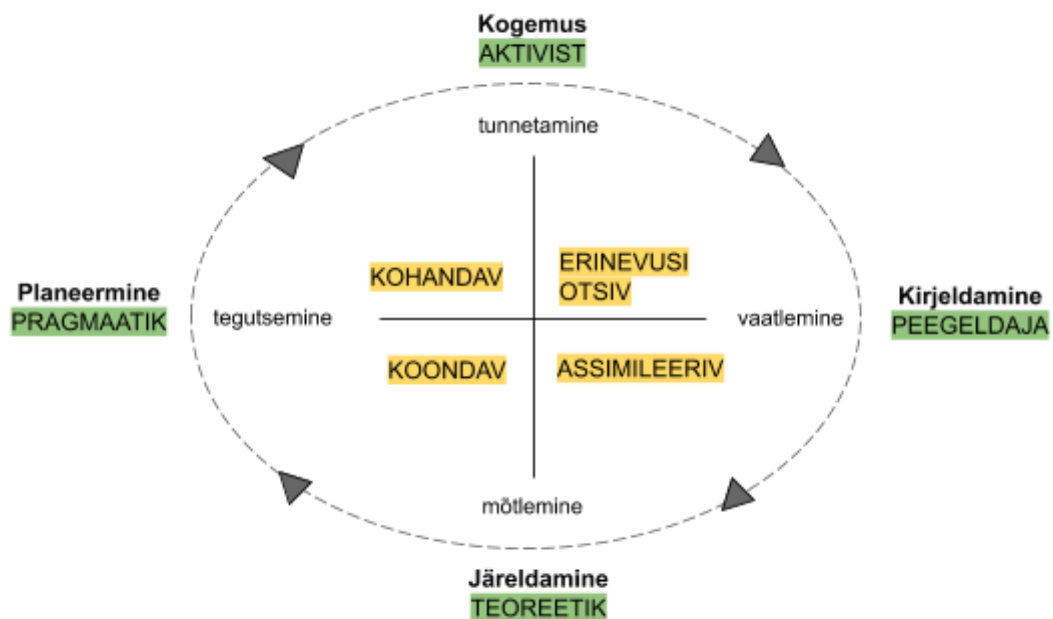 Kogemus
AKTIVIST
tunnetamine
KOHANDAV
ERINEVUSI
OTSIV
Planeermine
PRAGMAATIK
tegutsemine
vaatlemine
Kirjeldamine
PEEGELDAJA
KOONDAV
ASSIMILEERIV
mõtlemine
Järeldamine
TEOREETIK